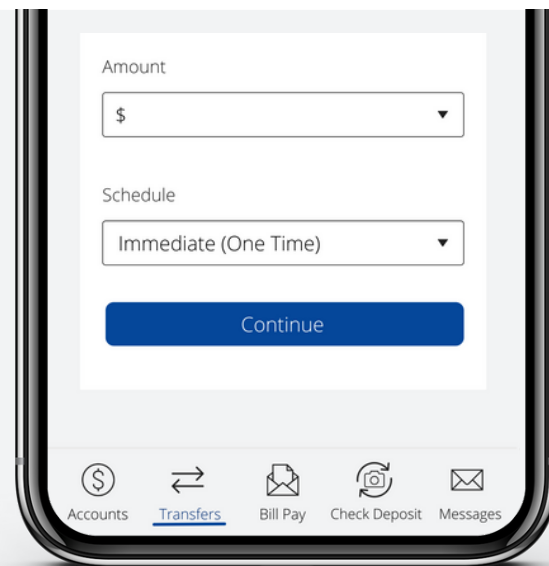 Amount
$
Schedule
Immediate (One Time)
Continue
Accounts Transfers Bill Pay Check Deposit Messages